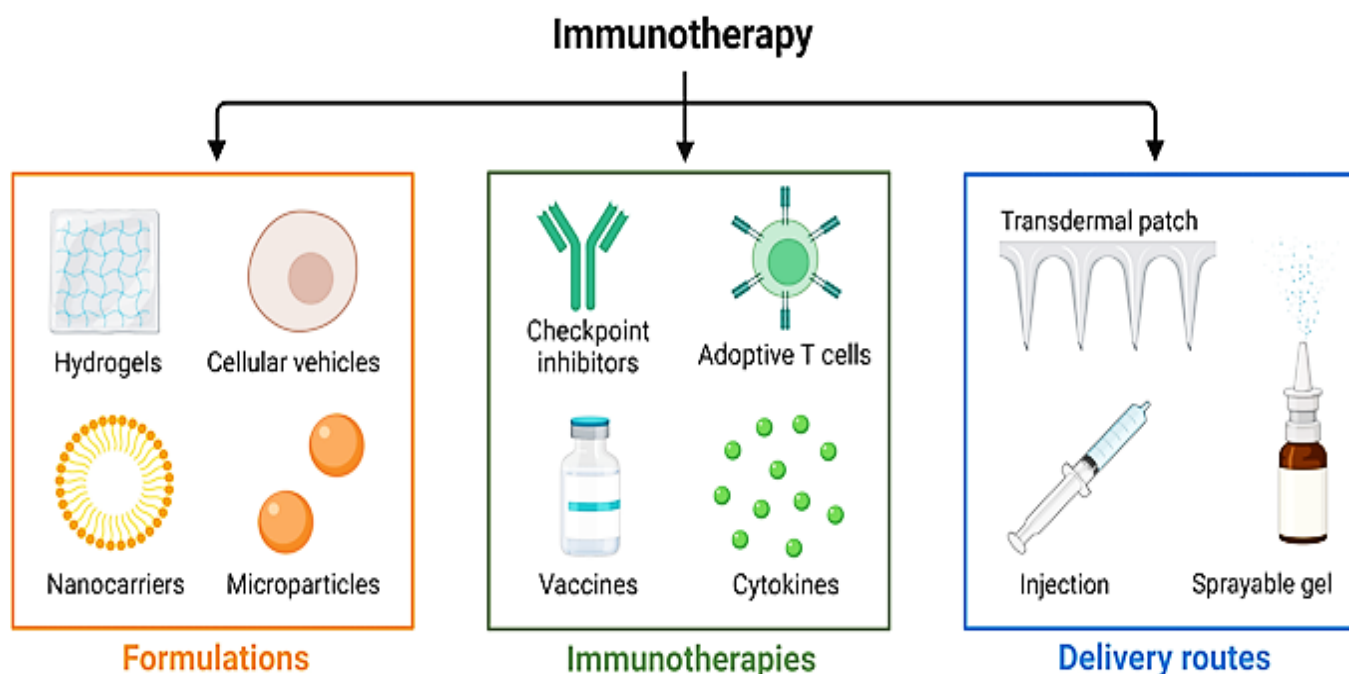 Immunotherapy
Hydrogels
Cellular vehicles
Nanocarriers
Microparticles
Formulations
Checkpoint
inhibitors
Adoptive T cells
Vaccines
Cytokines
Immunotherapies
Transdermal patch
Injection
Sprayable gel
Delivery routes